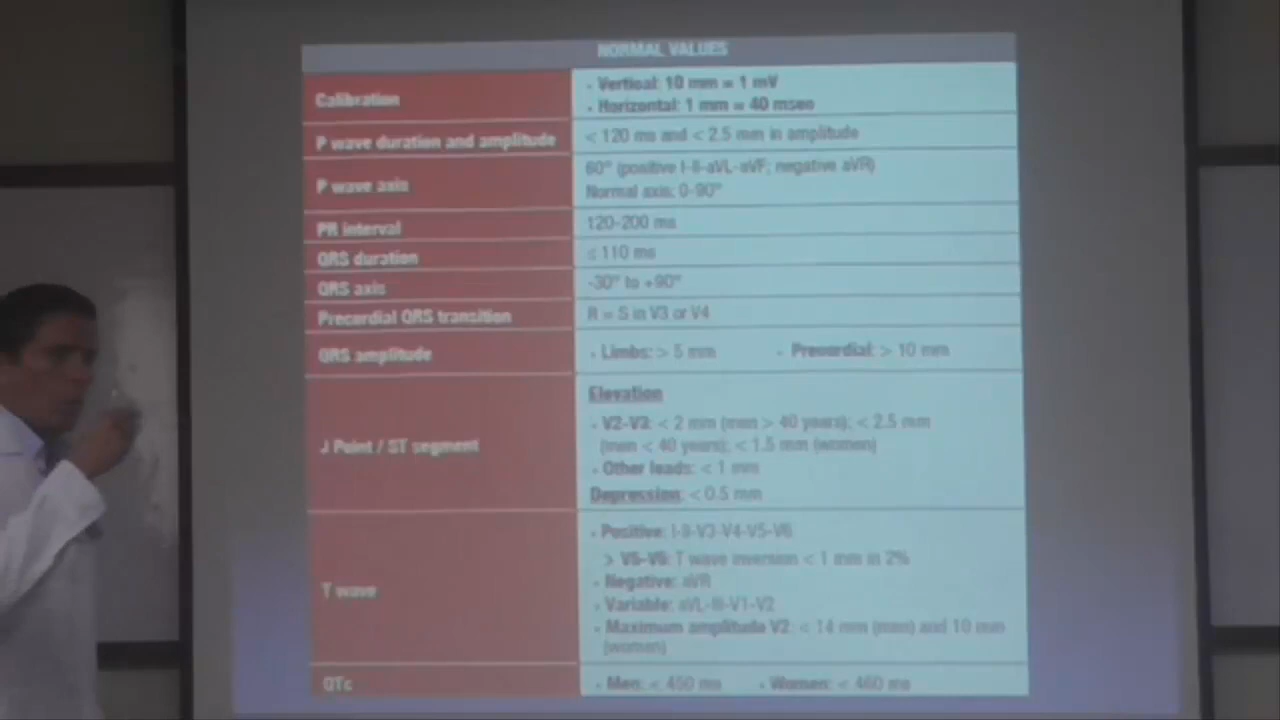 NORMAL VALUES
Calibration
- Vertical: 10 mm = 1 mV
- Horizontal: 1 mm = 40 msen
P wave duration and amplitude
< 120 ms and < 2.5 mm in amplitude
P wave axis
60° (positive I-II-aVL-aVF; negative aVR)
Normal axis: 0-90°
PR interval
120-200 ms
QRS duration
≤ 110 ms
QRS axis
-30° to +90°
Precordial QRS transition
R = S in V3 or V4
QRS amplitude
- Limbs: > 5 mm - Precordial: > 10 mm
J Point / ST segment
Elevation
- V2-V3: < 2 mm (men > 40 years); < 2.5 mm
(men < 40 years); < 1.5 mm (women)
- Other leads: < 1 mm
Depression: < 0.5 mm
T wave
- Positive: I-II-V3-V4-V5-V6
> V5-V6: T wave inversion < 1 mm in 2%
- Negative: aVR
- Variable: aVL-III-V1-V2
- Maximum amplitude V2: < 14 mm (men) and 10 mm
(women)
QTc
- Men: < 450 ms - Women: < 460 ms